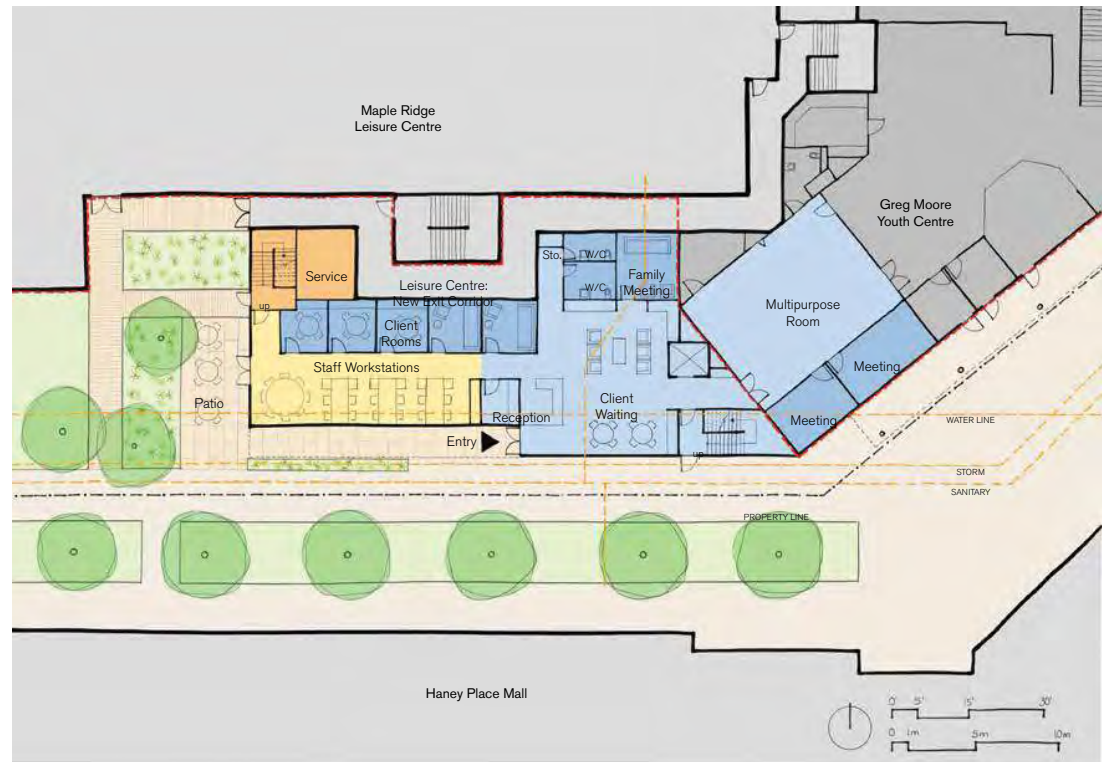 Maple Ridge
Leisure Centre
Greg Moore
Youth Centre
Sto.
W/C
W/C
Family
Meeting
Service
Leisure Centre:
New Exit Corridor
up
Client
Rooms
Multipurpose
Room
Staff Workstations
Meeting
Patio
Client
Waiting
Reception
Meeting
WATER LINE
Entry
up
STORM
SANITARY
PROPERTY LINE
Haney Place Mall
0' 5' 15' 30'
0 1m 5m 10m